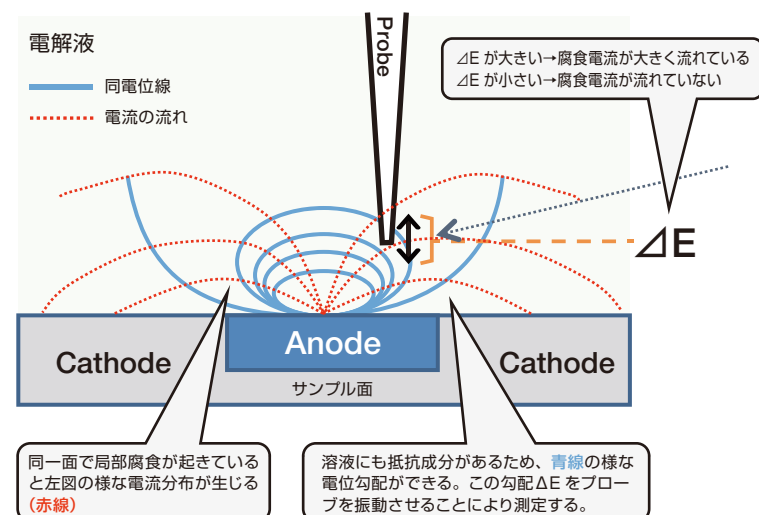 電解液
同電位線
電流の流れ
Probe
⊿E が大きい→腐食電流が大きく流れている
⊿E が小さい→腐食電流が流れていない
⊿E
Cathode
Anode
Cathode
サンプル面
同一面で局部腐食が起きている
と左図の様な電流分布が生じる
(赤線)
溶液にも抵抗成分があるため、青線の様な
電位勾配ができる。この勾配ΔE をプロー
ブを振動させることにより測定する。